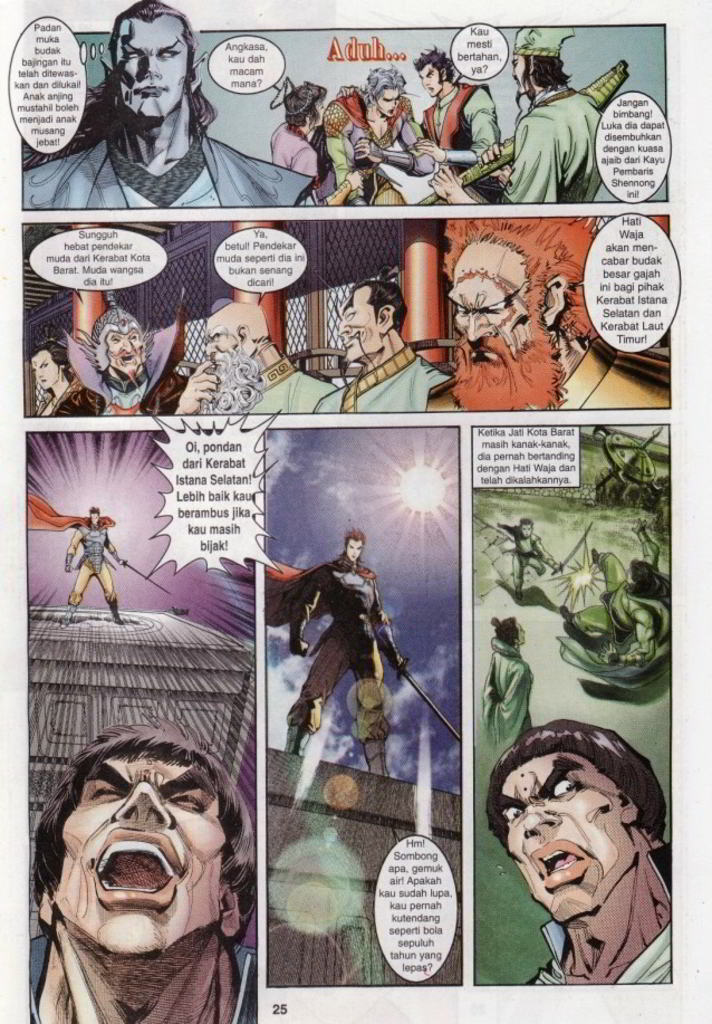 Padan
muka
budak
bajingan itu
telah ditewas-
kan dan dilukai!
Anak anjing
mustahil boleh
menjadi anak
musang
jebat!
Angkasa,
kau dah
macam
mana?
Aduh...
Kau
mesti
bertahan,
ya?
Jangan
bimbang!
Luka dia dapat
disembuhkan
dengan kuasa
ajaib dari Kayu
Pembaris
Shennong
ini!
Sungguh
hebat pendekar
muda dari Kerabat Kota
Barat. Muda wangsa
dia itu!
Ya,
betul! Pendekar
muda seperti dia ini
bukan senang
dicari!
Hati
Waja
akan men-
cabar budak
besar gajah
ini bagi pihak
Kerabat Istana
Selatan dan
Kerabat Laut
Timur!
Oi, pondan
dari Kerabat
Istana Selatan!
Lebih baik kau
berambus jika
kau masih
bijak!
Hm!
Sombong
apa, gemuk
air! Apakah
kau sudah lupa,
kau pernah
kutendang
seperti bola
sepuluh
tahun yang
lepas?
Ketika Jati Kota Barat
masih kanak-kanak,
dia pernah bertanding
dengan Hati Waja dan
telah dikalahkannya.
25